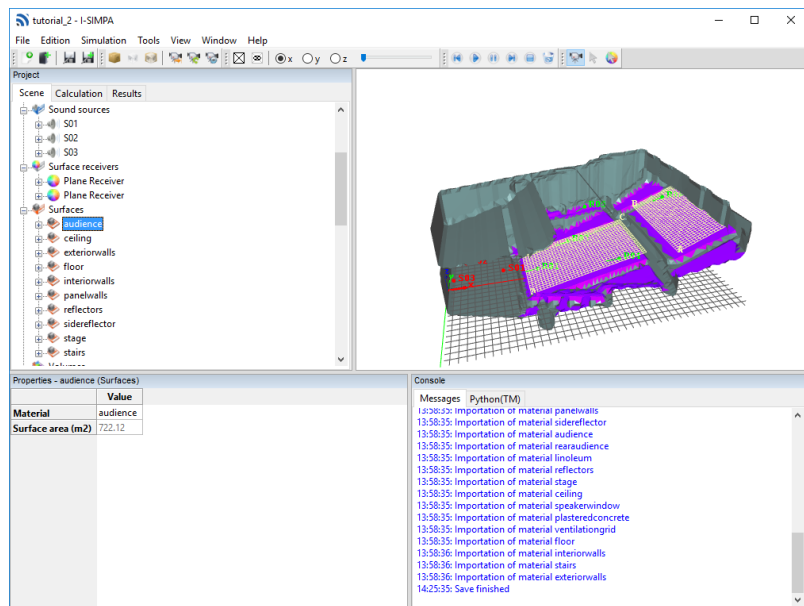 tutorial_2 - I-SIMPA
File Edition Simulation Tools View Window Help
x y z
Project
Scene Calculation Results
Sound sources
S01
S02
S03
Surface receivers
Plane Receiver
Plane Receiver
Surfaces
audience
ceiling
exteriorwalls
floor
interiorwalls
panelwalls
reflectors
sidereflector
stage
stairs
S03
B
C
A
Properties - audience (Surfaces)
Value
Material audience
Surface area (m2) 722.12
Console
Messages Python(TM)
13:58:35: Importation of material panelwalls
13:58:35: Importation of material sidereflector
13:58:35: Importation of material audience
13:58:35: Importation of material rearaudience
13:58:35: Importation of material linoleum
13:58:35: Importation of material reflectors
13:58:35: Importation of material stage
13:58:35: Importation of material ceiling
13:58:35: Importation of material speakerwindow
13:58:35: Importation of material plasteredconcrete
13:58:35: Importation of material ventilationgrid
13:58:35: Importation of material floor
13:58:36: Importation of material interiorwalls
13:58:36: Importation of material stairs
13:58:36: Importation of material exteriorwalls
14:25:35: Save finished